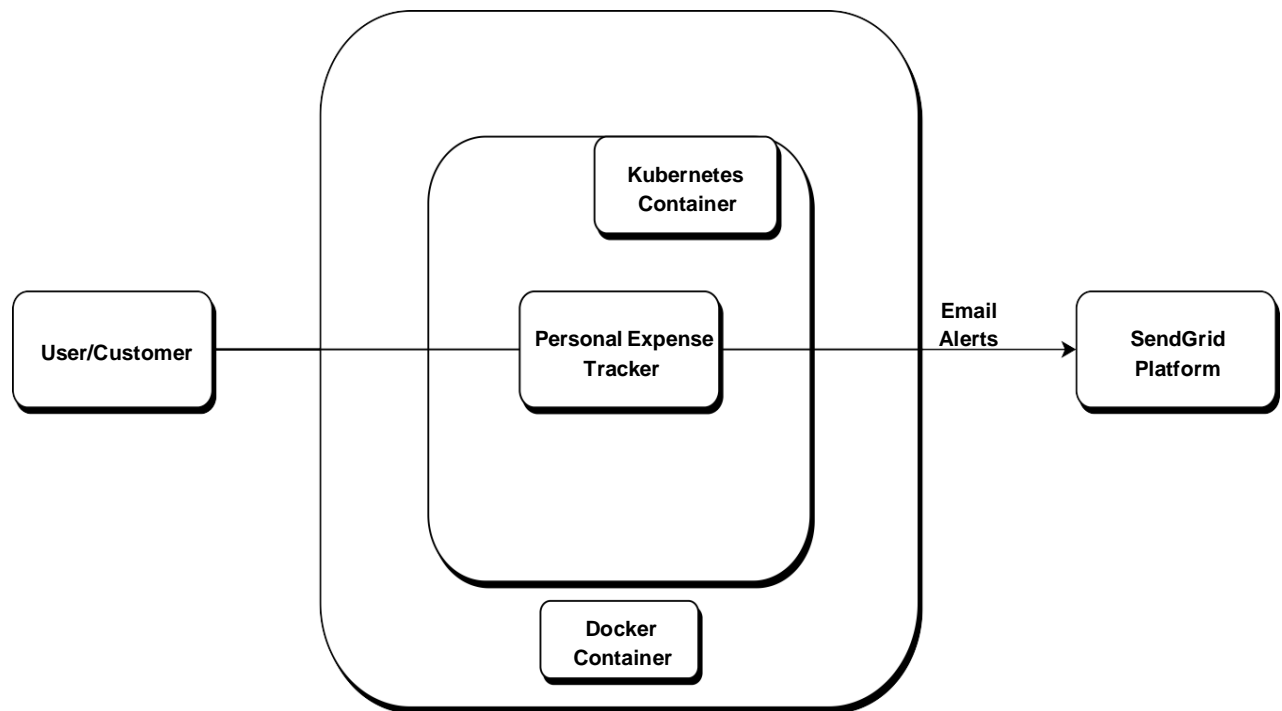 Kubernetes
Container
User/Customer
Personal Expense
Tracker
Email
Alerts
SendGrid
Platform
Docker
Container